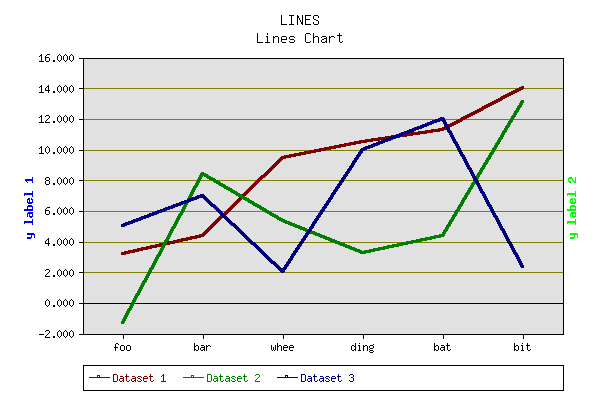 LINES
Lines Chart
16.000
14.000
12.000
10.000
8.000
6.000
4.000
2.000
0.000
-2.000
y label 1
y label 2
foo bar whee ding bat bit
Dataset 1 Dataset 2 Dataset 3